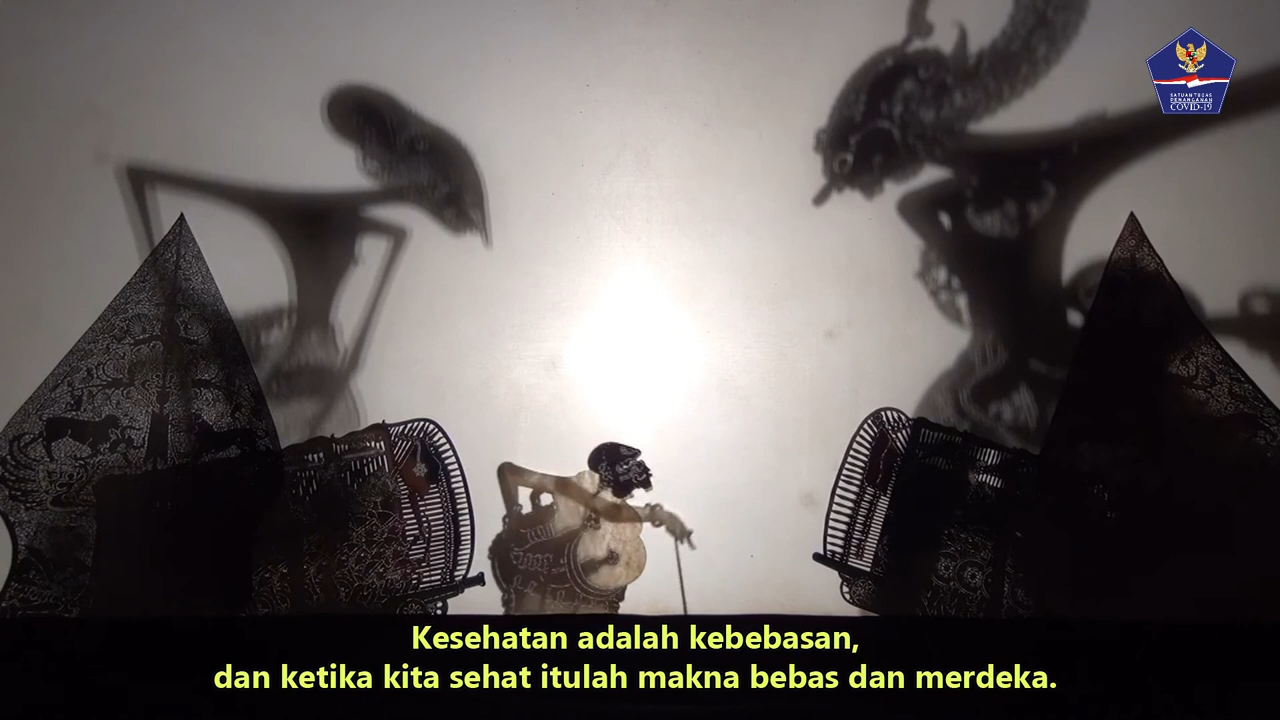 SATUAN TUGAS
PENANGANAN
COVID-19
Kesehatan adalah kebebasan,
dan ketika kita sehat itulah makna bebas dan merdeka.